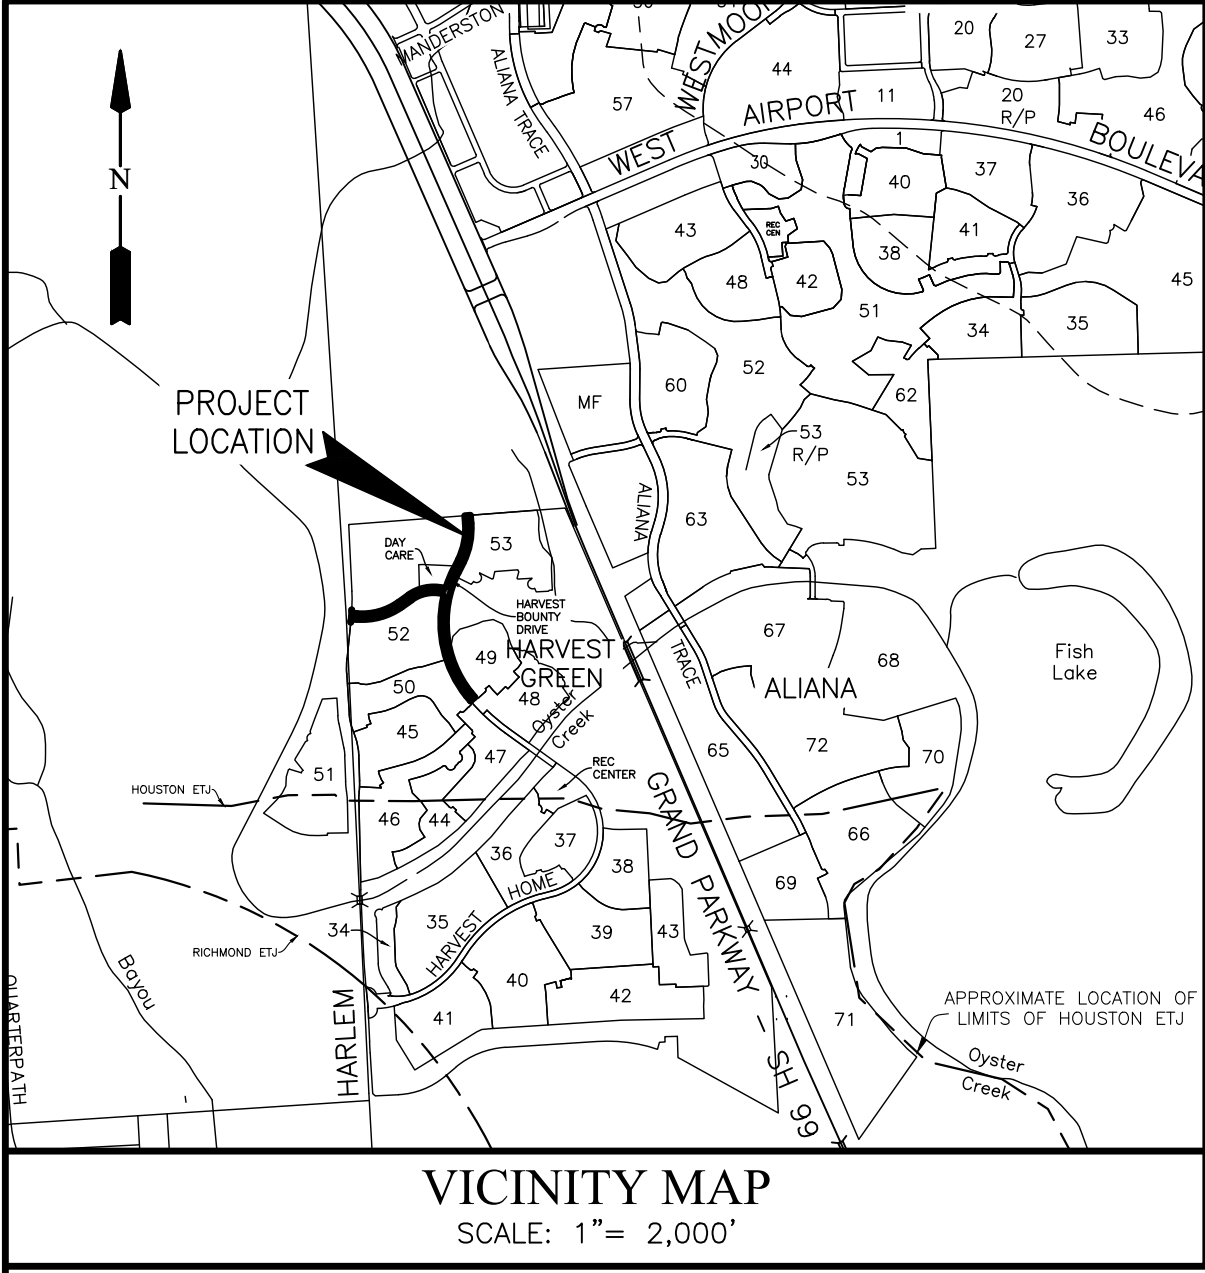 MANDERSTON
ALIANA TRACE
WESTMOOR
20
27
33
44
57
11
20
R/P
46
WEST
AIRPORT
BOULEVA
1
30
40
37
36
N
43
REC
CEN
41
38
48
42
45
51
34
35
60
52
62
MF
PROJECT
LOCATION
53
R/P
53
ALIANA
63
DAY
CARE
53
HARVEST
BOUNTY
DRIVE
52
67
HARVEST
GREEN
49
TRACE
68
Fish
Lake
50
48
ALIANA
Oyster
Creek
45
65
72
70
47
51
REC
CENTER
HOUSTON ETJ
GRAND PARKWAY - SH 99
46
44
37
66
36
38
69
HOME
35
34
HARVEST
39
43
RICHMOND ETJ
Bayou
40
42
QUARTERPATH
HARLEM
41
71
APPROXIMATE LOCATION OF
LIMITS OF HOUSTON ETJ
Oyster
Creek
VICINITY MAP
SCALE: 1"= 2,000'